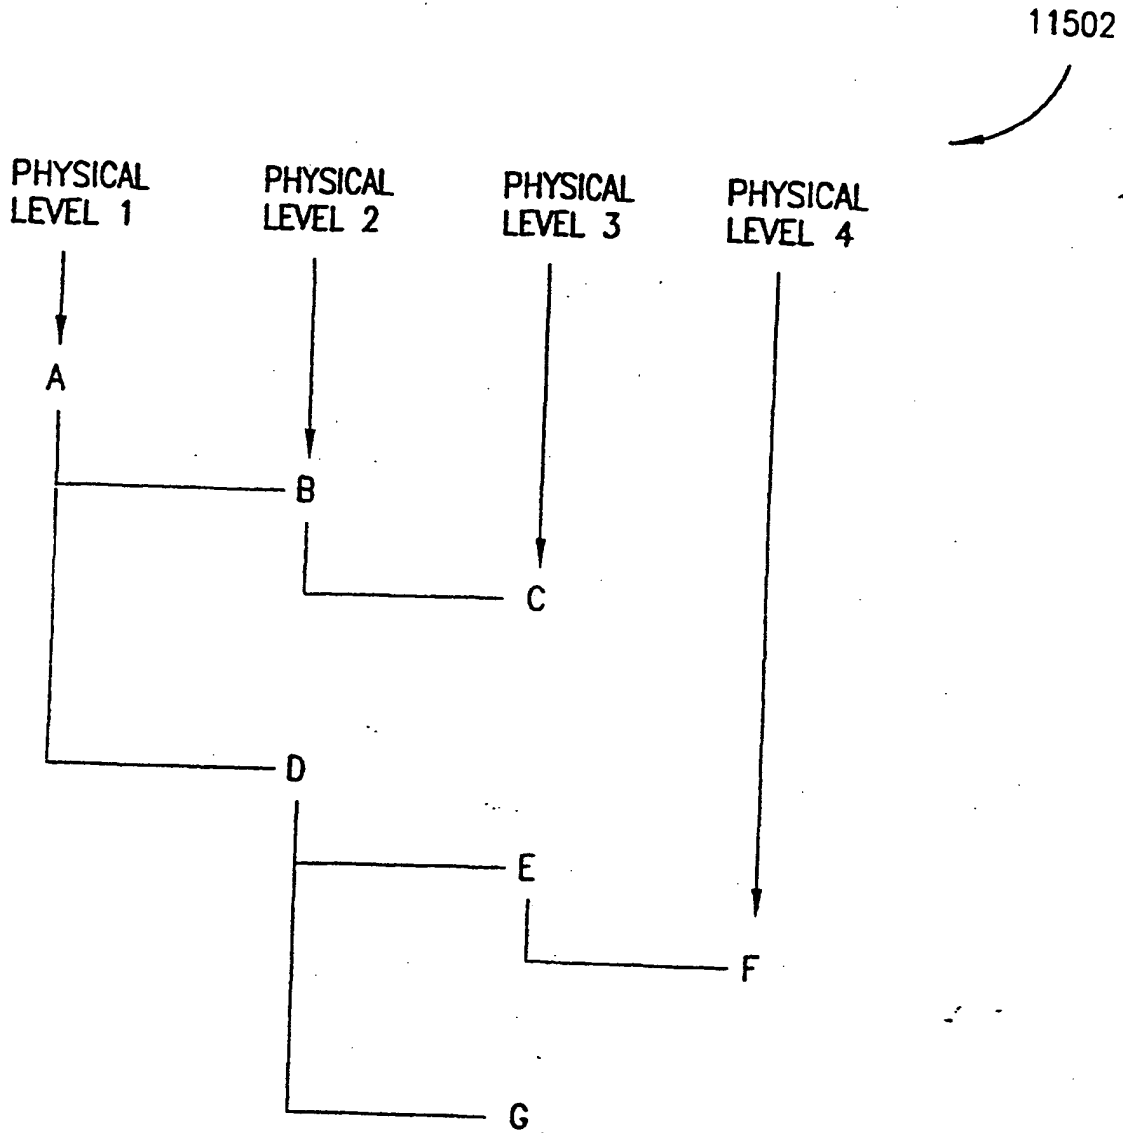 11502
PHYSICAL
LEVEL 1
PHYSICAL
LEVEL 2
PHYSICAL
LEVEL 3
PHYSICAL
LEVEL 4
A
B
C
D
E
F
G